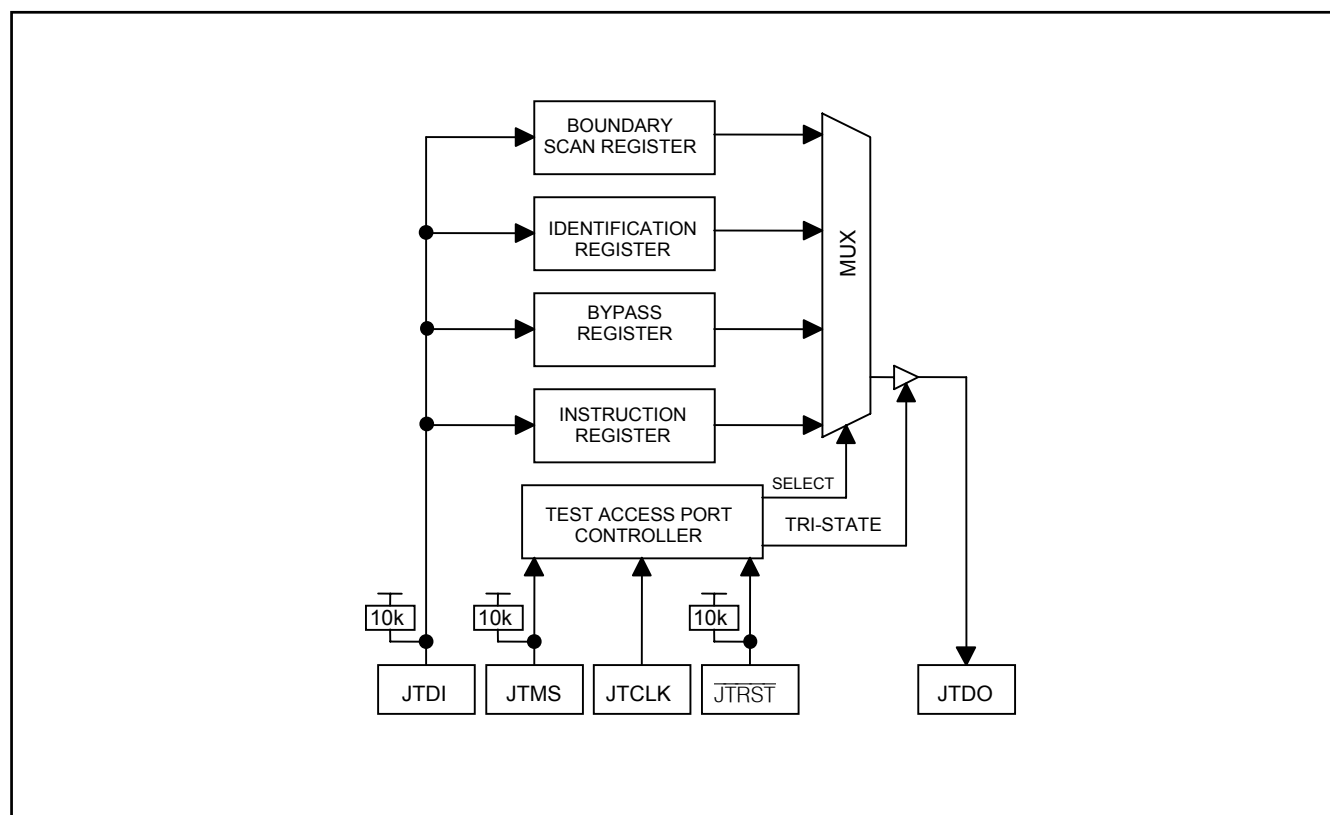 BOUNDARY
SCAN REGISTER
IDENTIFICATION
REGISTER
BYPASS
REGISTER
INSTRUCTION
REGISTER
MUX
SELECT
TEST ACCESS PORT
CONTROLLER
TRI-STATE
10k
10k
10k
JTDI
JTMS
JTCLK
J̅T̅R̅S̅T̅
JTDO